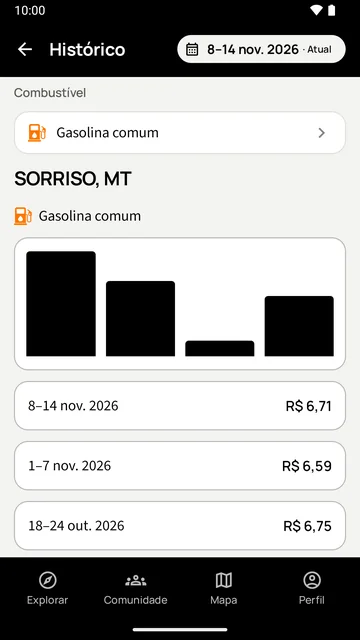 10:00
Histórico
8–14 nov. 2026 · Atual
Combustível
Gasolina comum
SORRISO, MT
Gasolina comum
8–14 nov. 2026
R$ 6,71
1–7 nov. 2026
R$ 6,59
18–24 out. 2026
R$ 6,75
Explorar
Comunidade
Mapa
Perfil